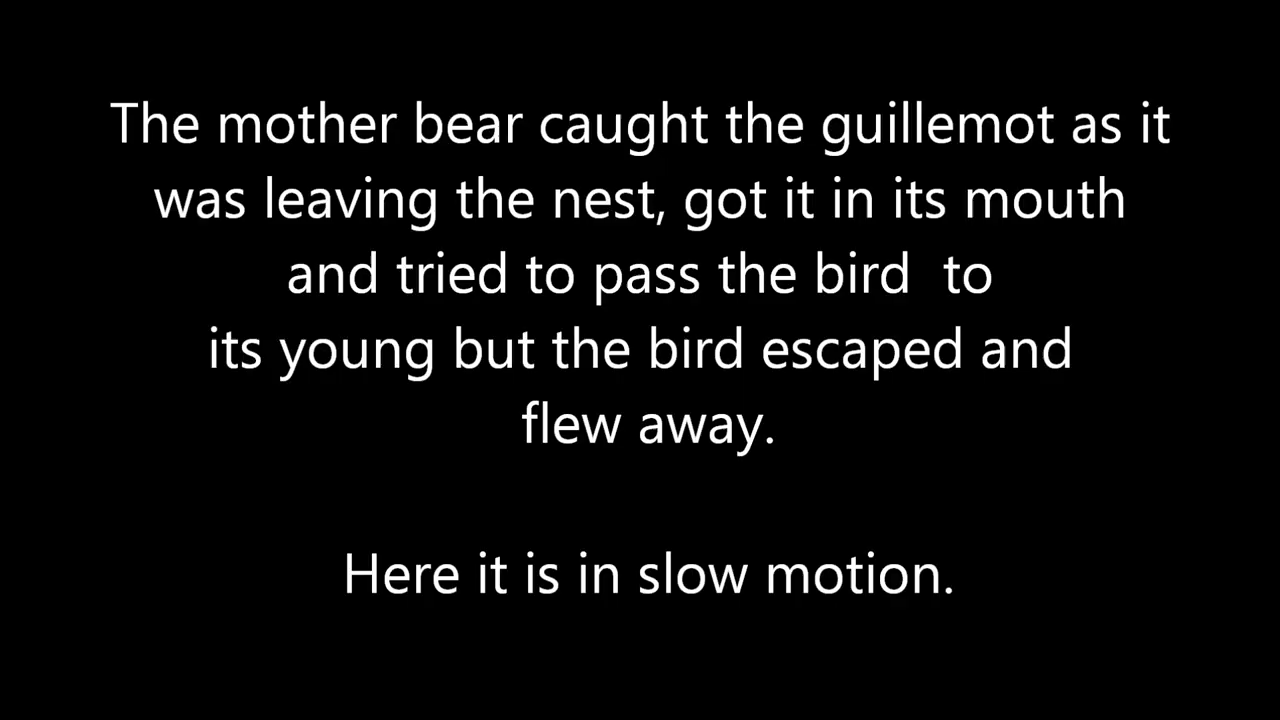 The mother bear caught the guillemot as it
was leaving the nest, got it in its mouth
and tried to pass the bird  to
its young but the bird escaped and
flew away.
Here it is in slow motion.